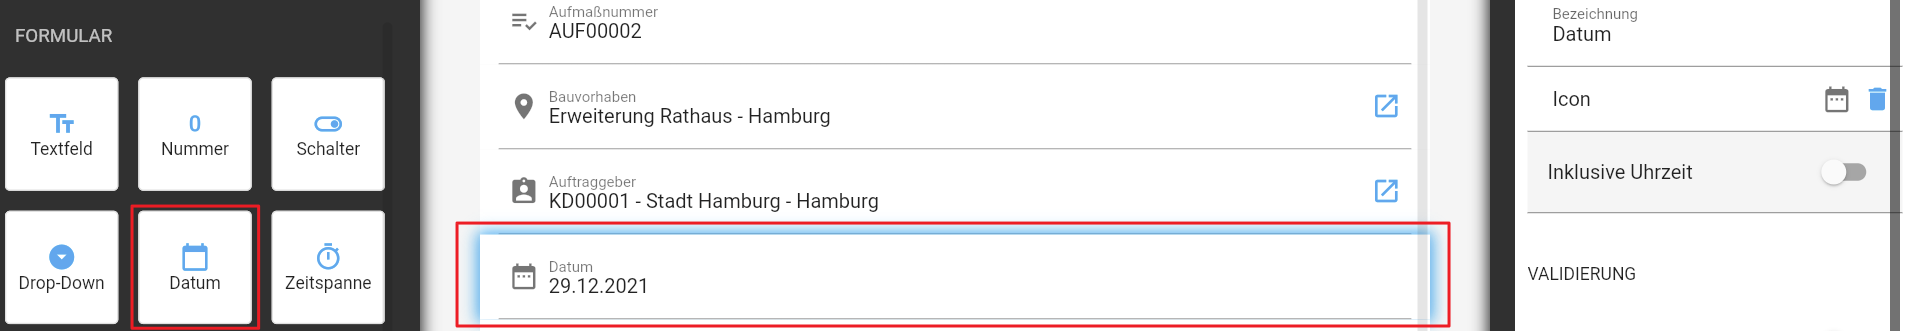 FORMULAR
Textfeld
0
Nummer
Schalter
Drop-Down
Datum
Zeitspanne
Aufmaßnummer
AUF00002
Bauvorhaben
Erweiterung Rathaus - Hamburg
Auftraggeber
KD00001 - Stadt Hamburg - Hamburg
Datum
29.12.2021
Bezeichnung
Datum
Icon
Inklusive Uhrzeit
VALIDIERUNG